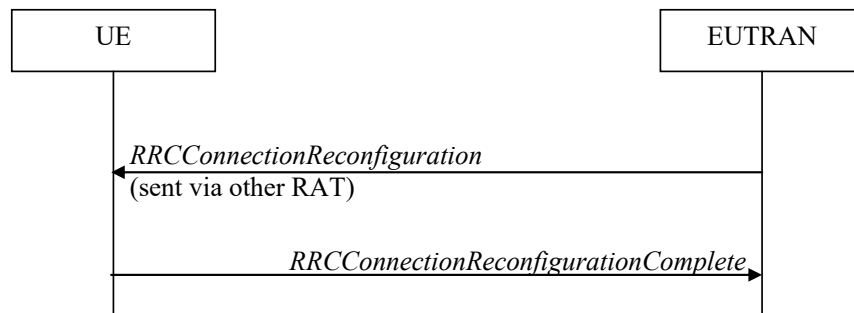 UE
EUTRAN
RRCConnectionReconfiguration
(sent via other RAT)
RRCConnectionReconfigurationComplete